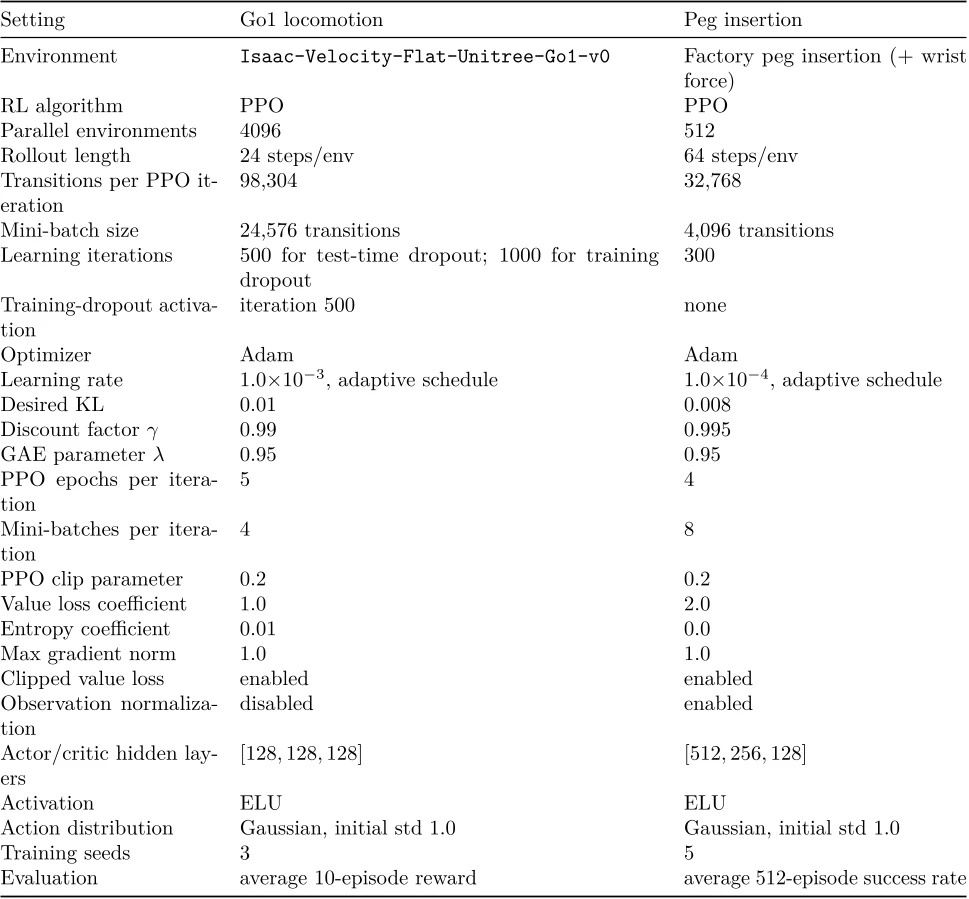 Setting Go1 locomotion Peg insertion
Environment Isaac-Velocity-Flat-Unitree-Go1-v0 Factory peg insertion (+ wrist
force)
RL algorithm PPO PPO
Parallel environments 4096 512
Rollout length 24 steps/env 64 steps/env
Transitions per PPO it- 98,304 32,768
eration
Mini-batch size 24,576 transitions 4,096 transitions
Learning iterations 500 for test-time dropout; 1000 for training 300
dropout
Training-dropout activa- iteration 500 none
tion
Optimizer Adam Adam
Learning rate 1.0×10⁻³, adaptive schedule 1.0×10⁻⁴, adaptive schedule
Desired KL 0.01 0.008
Discount factor γ 0.99 0.995
GAE parameter λ 0.95 0.95
PPO epochs per itera- 5 4
tion
Mini-batches per itera- 4 8
tion
PPO clip parameter 0.2 0.2
Value loss coefficient 1.0 2.0
Entropy coefficient 0.01 0.0
Max gradient norm 1.0 1.0
Clipped value loss enabled enabled
Observation normaliza- disabled enabled
tion
Actor/critic hidden lay- [128, 128, 128] [512, 256, 128]
ers
Activation ELU ELU
Action distribution Gaussian, initial std 1.0 Gaussian, initial std 1.0
Training seeds 3 5
Evaluation average 10-episode reward average 512-episode success rate